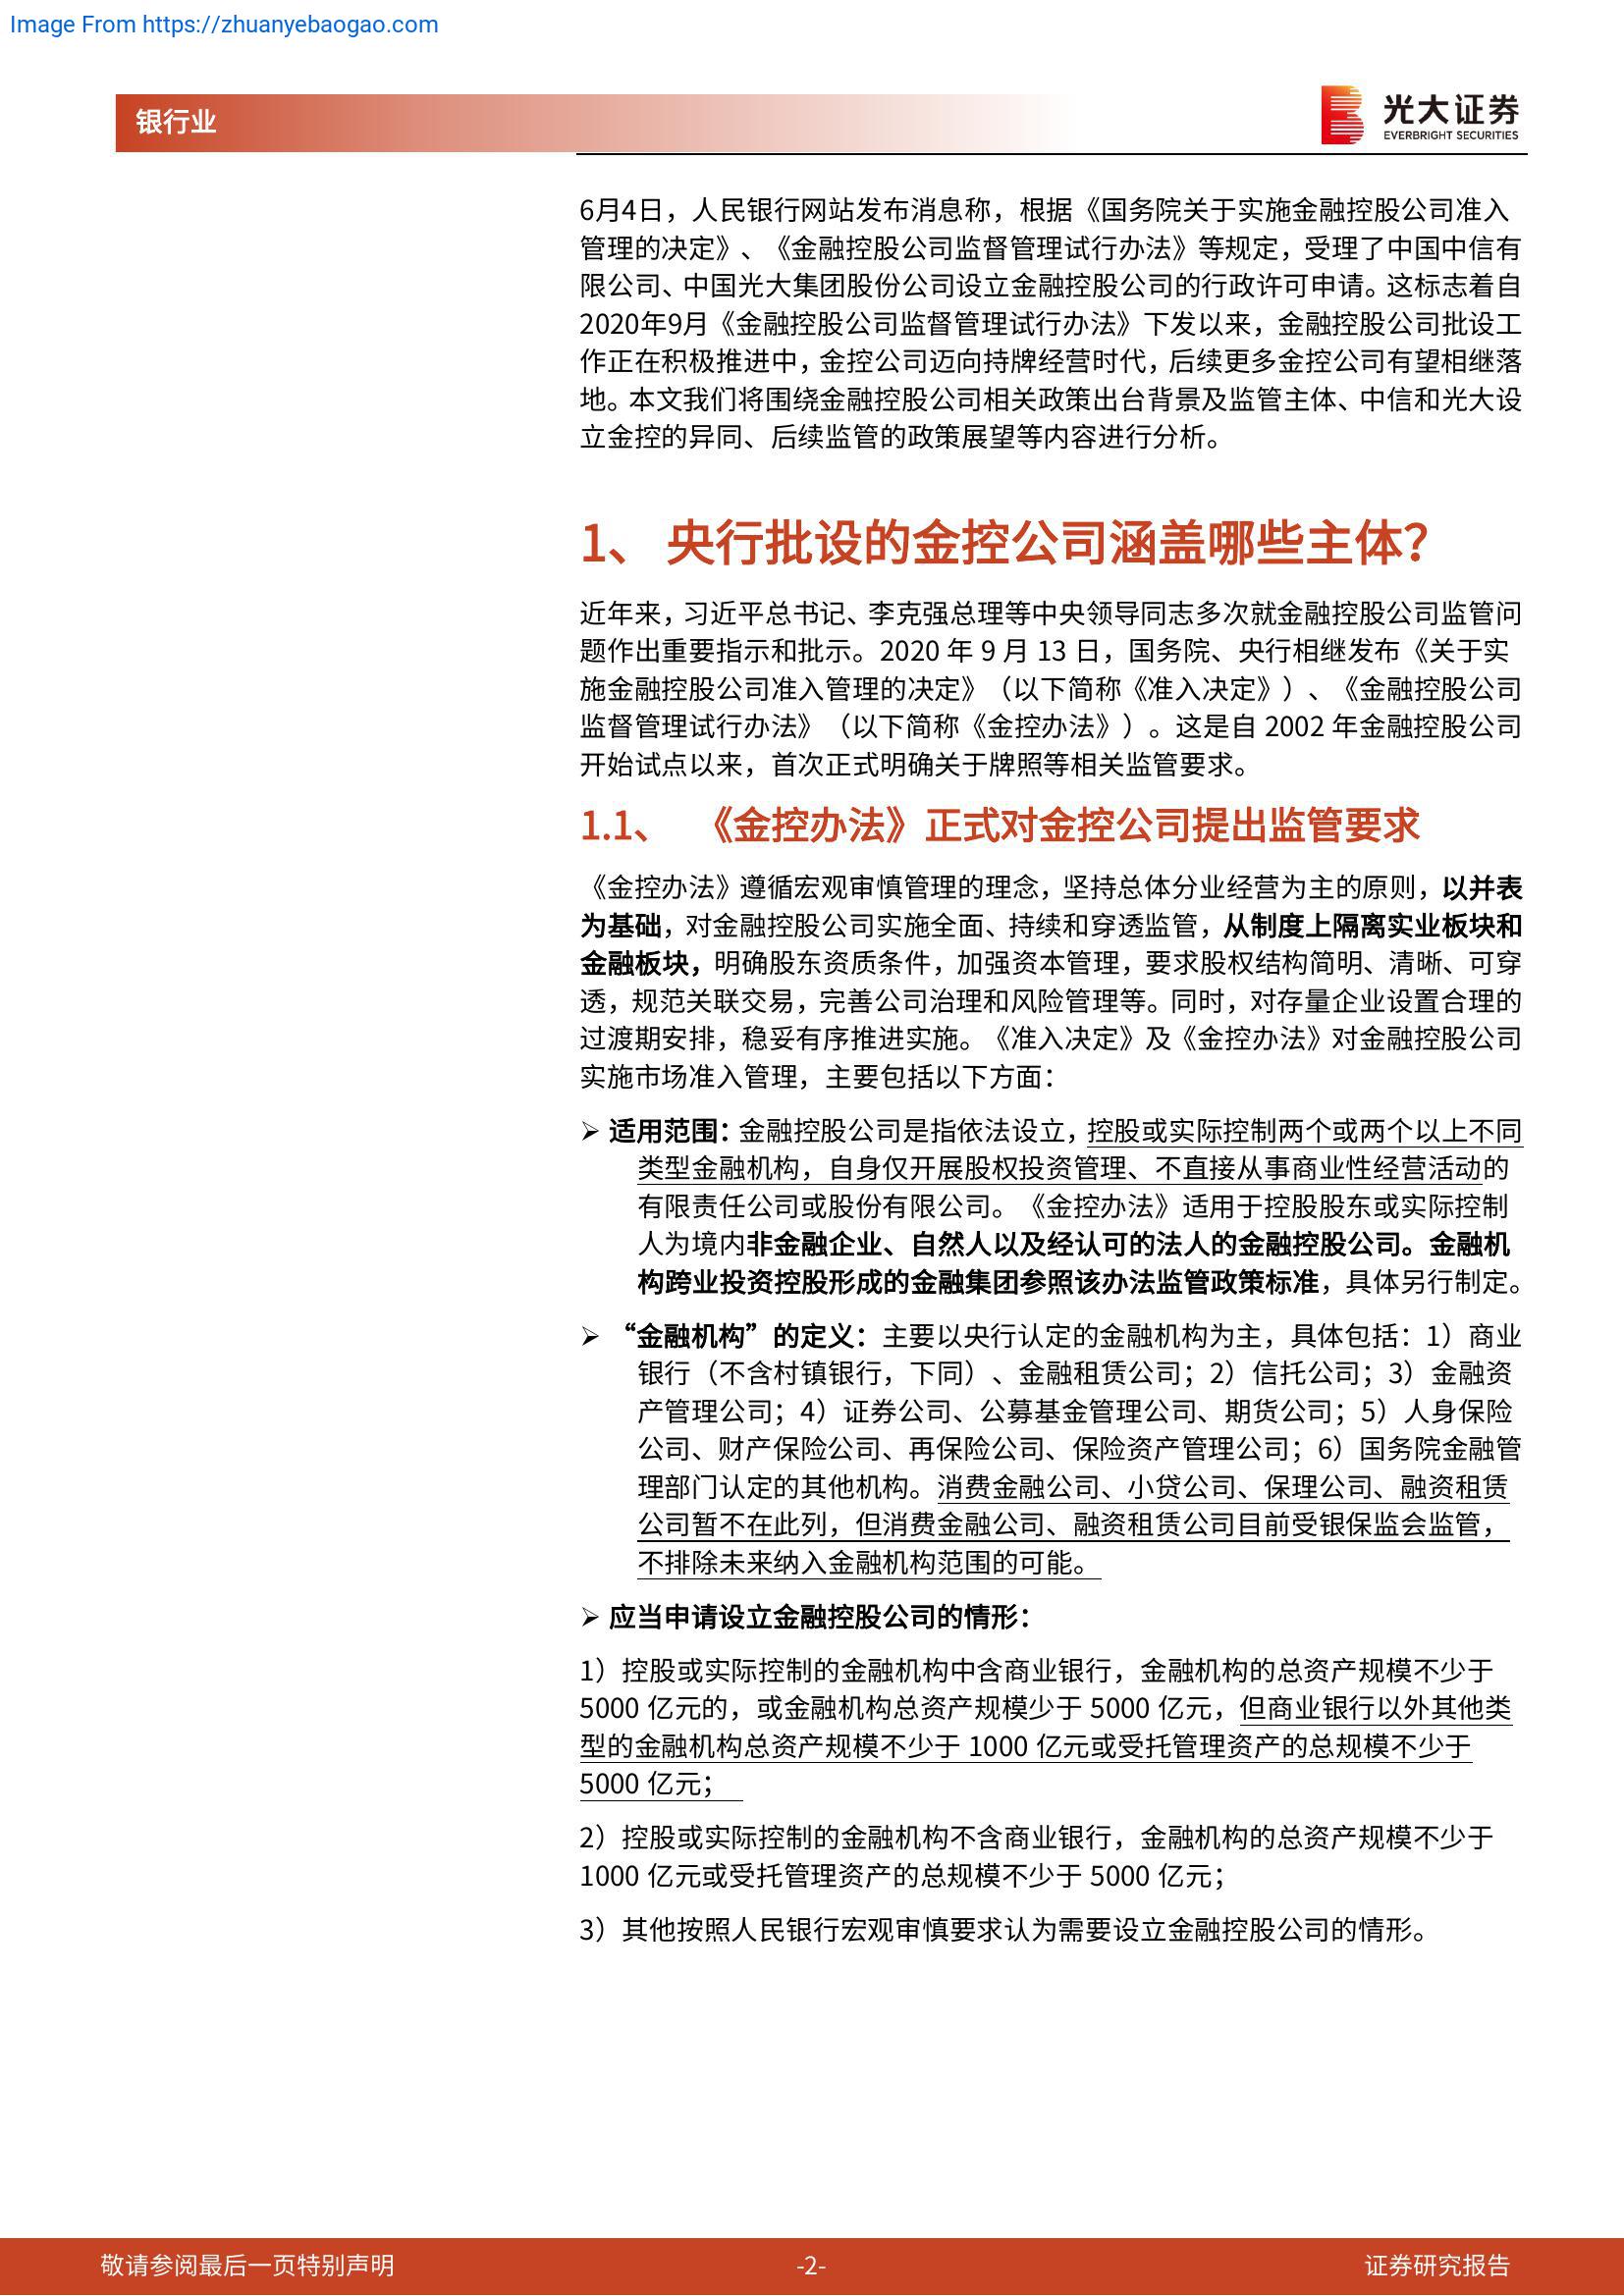 Image From https://zhuanyebaogao.com
银行业
光大证券
EVERBRIGHT SECURITIES
6月4日，人民银行网站发布消息称，根据《国务院关于实施金融控股公司准入
管理的决定》、《金融控股公司监督管理试行办法》等规定，受理了中国中信有
限公司、中国光大集团股份公司设立金融控股公司的行政许可申请。这标志着自
2020年9月《金融控股公司监督管理试行办法》下发以来，金融控股公司批设工
作正在积极推进中，金控公司迈向持牌经营时代，后续更多金控公司有望相继落
地。本文我们将围绕金融控股公司相关政策出台背景及监管主体、中信和光大设
立金控的异同、后续监管的政策展望等内容进行分析。
1、 央行批设的金控公司涵盖哪些主体？
近年来，习近平总书记、李克强总理等中央领导同志多次就金融控股公司监管问
题作出重要指示和批示。2020 年 9 月 13 日，国务院、央行相继发布《关于实
施金融控股公司准入管理的决定》（以下简称《准入决定》）、《金融控股公司
监督管理试行办法》（以下简称《金控办法》）。这是自 2002 年金融控股公司
开始试点以来，首次正式明确关于牌照等相关监管要求。
1.1、 《金控办法》正式对金控公司提出监管要求
《金控办法》遵循宏观审慎管理的理念，坚持总体分业经营为主的原则，以并表
为基础，对金融控股公司实施全面、持续和穿透监管，从制度上隔离实业板块和
金融板块，明确股东资质条件，加强资本管理，要求股权结构简明、清晰、可穿
透，规范关联交易，完善公司治理和风险管理等。同时，对存量企业设置合理的
过渡期安排，稳妥有序推进实施。《准入决定》及《金控办法》对金融控股公司
实施市场准入管理，主要包括以下方面：
➢ 适用范围：金融控股公司是指依法设立，控股或实际控制两个或两个以上不同
类型金融机构，自身仅开展股权投资管理、不直接从事商业性经营活动的
有限责任公司或股份有限公司。《金控办法》适用于控股股东或实际控制
人为境内非金融企业、自然人以及经认可的法人的金融控股公司。金融机
构跨业投资控股形成的金融集团参照该办法监管政策标准，具体另行制定。
➢ “金融机构”的定义：主要以央行认定的金融机构为主，具体包括：1）商业
银行（不含村镇银行，下同）、金融租赁公司；2）信托公司；3）金融资
产管理公司；4）证券公司、公募基金管理公司、期货公司；5）人身保险
公司、财产保险公司、再保险公司、保险资产管理公司；6）国务院金融管
理部门认定的其他机构。消费金融公司、小贷公司、保理公司、融资租赁
公司暂不在此列，但消费金融公司、融资租赁公司目前受银保监会监管，
不排除未来纳入金融机构范围的可能。
➢ 应当申请设立金融控股公司的情形：
1）控股或实际控制的金融机构中含商业银行，金融机构的总资产规模不少于
5000 亿元的，或金融机构总资产规模少于 5000 亿元，但商业银行以外其他类
型的金融机构总资产规模不少于 1000 亿元或受托管理资产的总规模不少于
5000 亿元；
2）控股或实际控制的金融机构不含商业银行，金融机构的总资产规模不少于
1000 亿元或受托管理资产的总规模不少于 5000 亿元；
3）其他按照人民银行宏观审慎要求认为需要设立金融控股公司的情形。
敬请参阅最后一页特别声明
-2-
证券研究报告